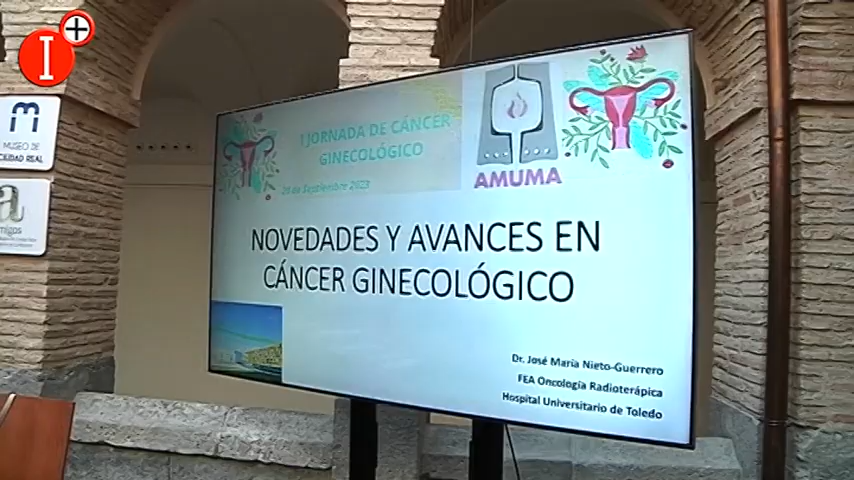 I+
MUSEO DE
CIUDAD REAL
a
migos
I JORNADA DE CÁNCER
GINECOLÓGICO
AMUMA
NOVEDADES Y AVANCES EN
CÁNCER GINECOLÓGICO
Dr. José María Nieto-Guerrero
FEA Oncología Radioterápica
Hospital Universitario de Toledo